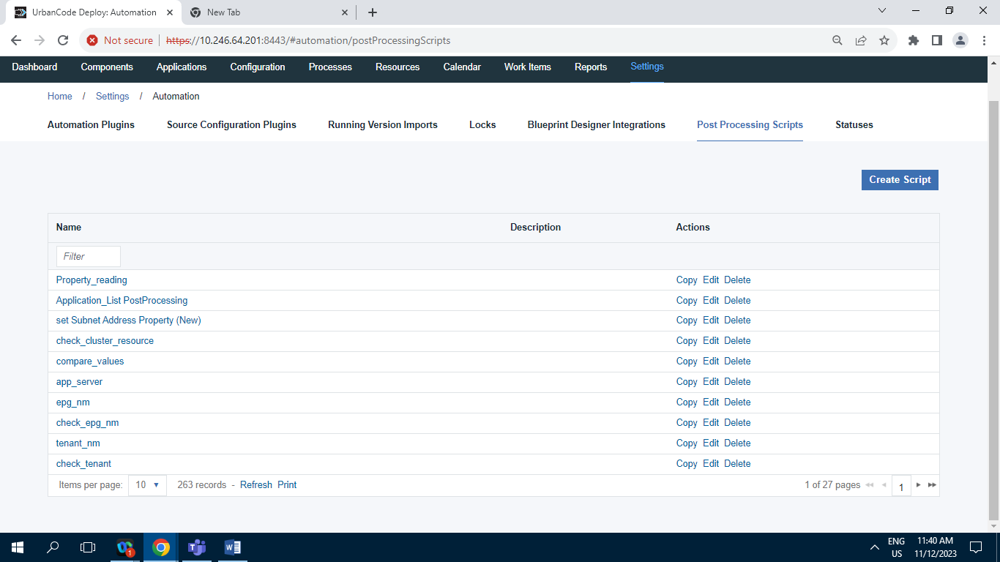 UrbanCode Deploy: Automation New Tab
Not secure https://10.246.64.201:8443/#automation/postProcessingScripts
Dashboard Components Applications Configuration Processes Resources Calendar Work Items Reports Settings
Home / Settings / Automation
Automation Plugins Source Configuration Plugins Running Version Imports Locks Blueprint Designer Integrations Post Processing Scripts Statuses
Create Script
Name Description Actions
Filter
Property_reading Copy Edit Delete
Application_List PostProcessing Copy Edit Delete
set Subnet Address Property (New) Copy Edit Delete
check_cluster_resource Copy Edit Delete
compare_values Copy Edit Delete
app_server Copy Edit Delete
epg_nm Copy Edit Delete
check_epg_nm Copy Edit Delete
tenant_nm Copy Edit Delete
check_tenant Copy Edit Delete
Items per page: 10 263 records - Refresh Print 1 of 27 pages 1
1 ENG 11:40 AM
US 11/12/2023